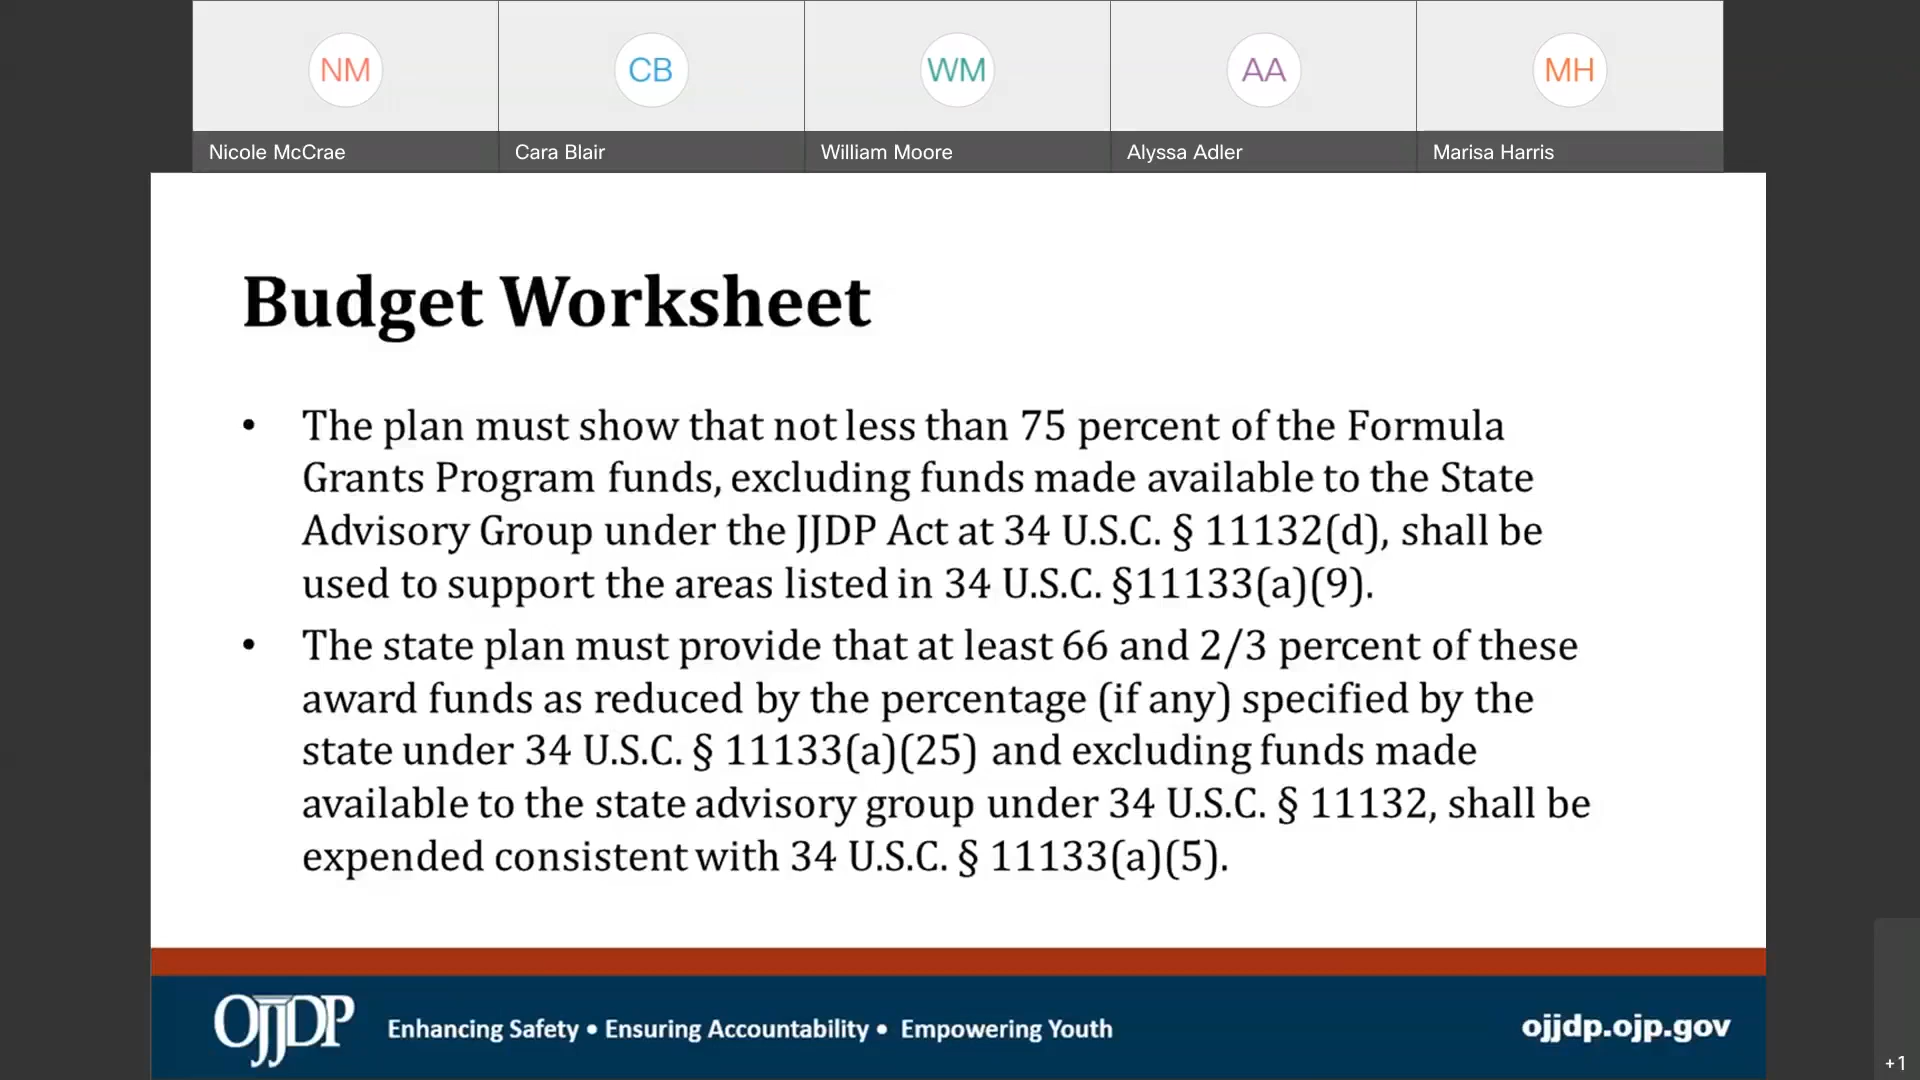 NM
CB
WM
AA
MH
Nicole McCrae
Cara Blair
William Moore
Alyssa Adler
Marisa Harris
Budget Worksheet
• The plan must show that not less than 75 percent of the Formula
Grants Program funds, excluding funds made available to the State
Advisory Group under the JJDP Act at 34 U.S.C. § 11132(d), shall be
used to support the areas listed in 34 U.S.C. §11133(a)(9).
• The state plan must provide that at least 66 and 2/3 percent of these
award funds as reduced by the percentage (if any) specified by the
state under 34 U.S.C. § 11133(a)(25) and excluding funds made
available to the state advisory group under 34 U.S.C. § 11132, shall be
expended consistent with 34 U.S.C. § 11133(a)(5).
OJJDP
Enhancing Safety • Ensuring Accountability • Empowering Youth
ojjdp.ojp.gov
+1